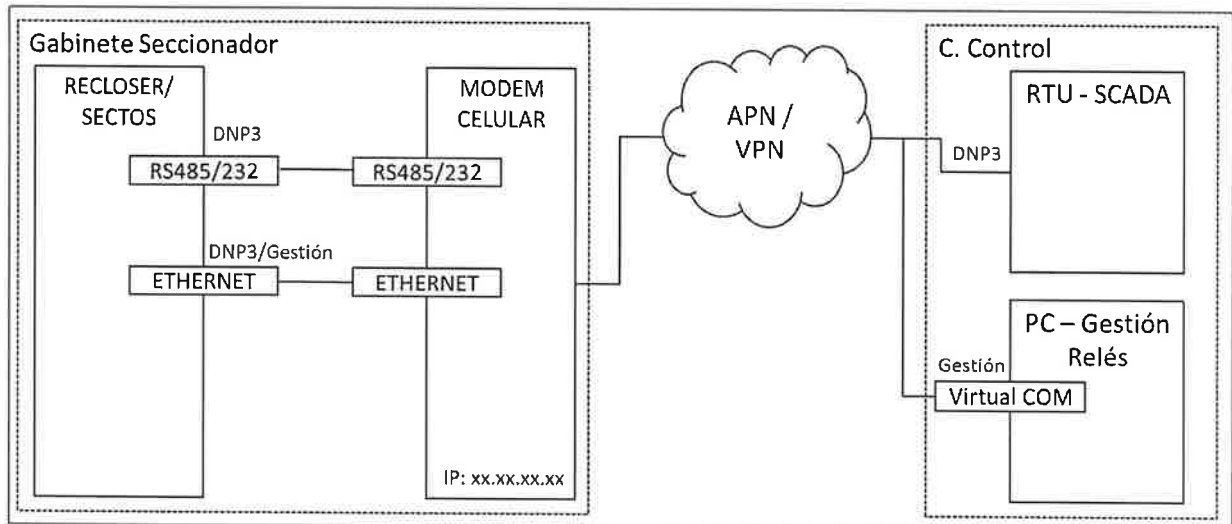 Gabinete Seccionador
RECLOSER/
SECTOS
DNP3
RS485/232
DNP3/Gestión
ETHERNET
MODEM
CELULAR
RS485/232
ETHERNET
IP: xx.xx.xx.xx
APN /
VPN
C. Control
RTU - SCADA
DNP3
PC – Gestión
Relés
Gestión
Virtual COM